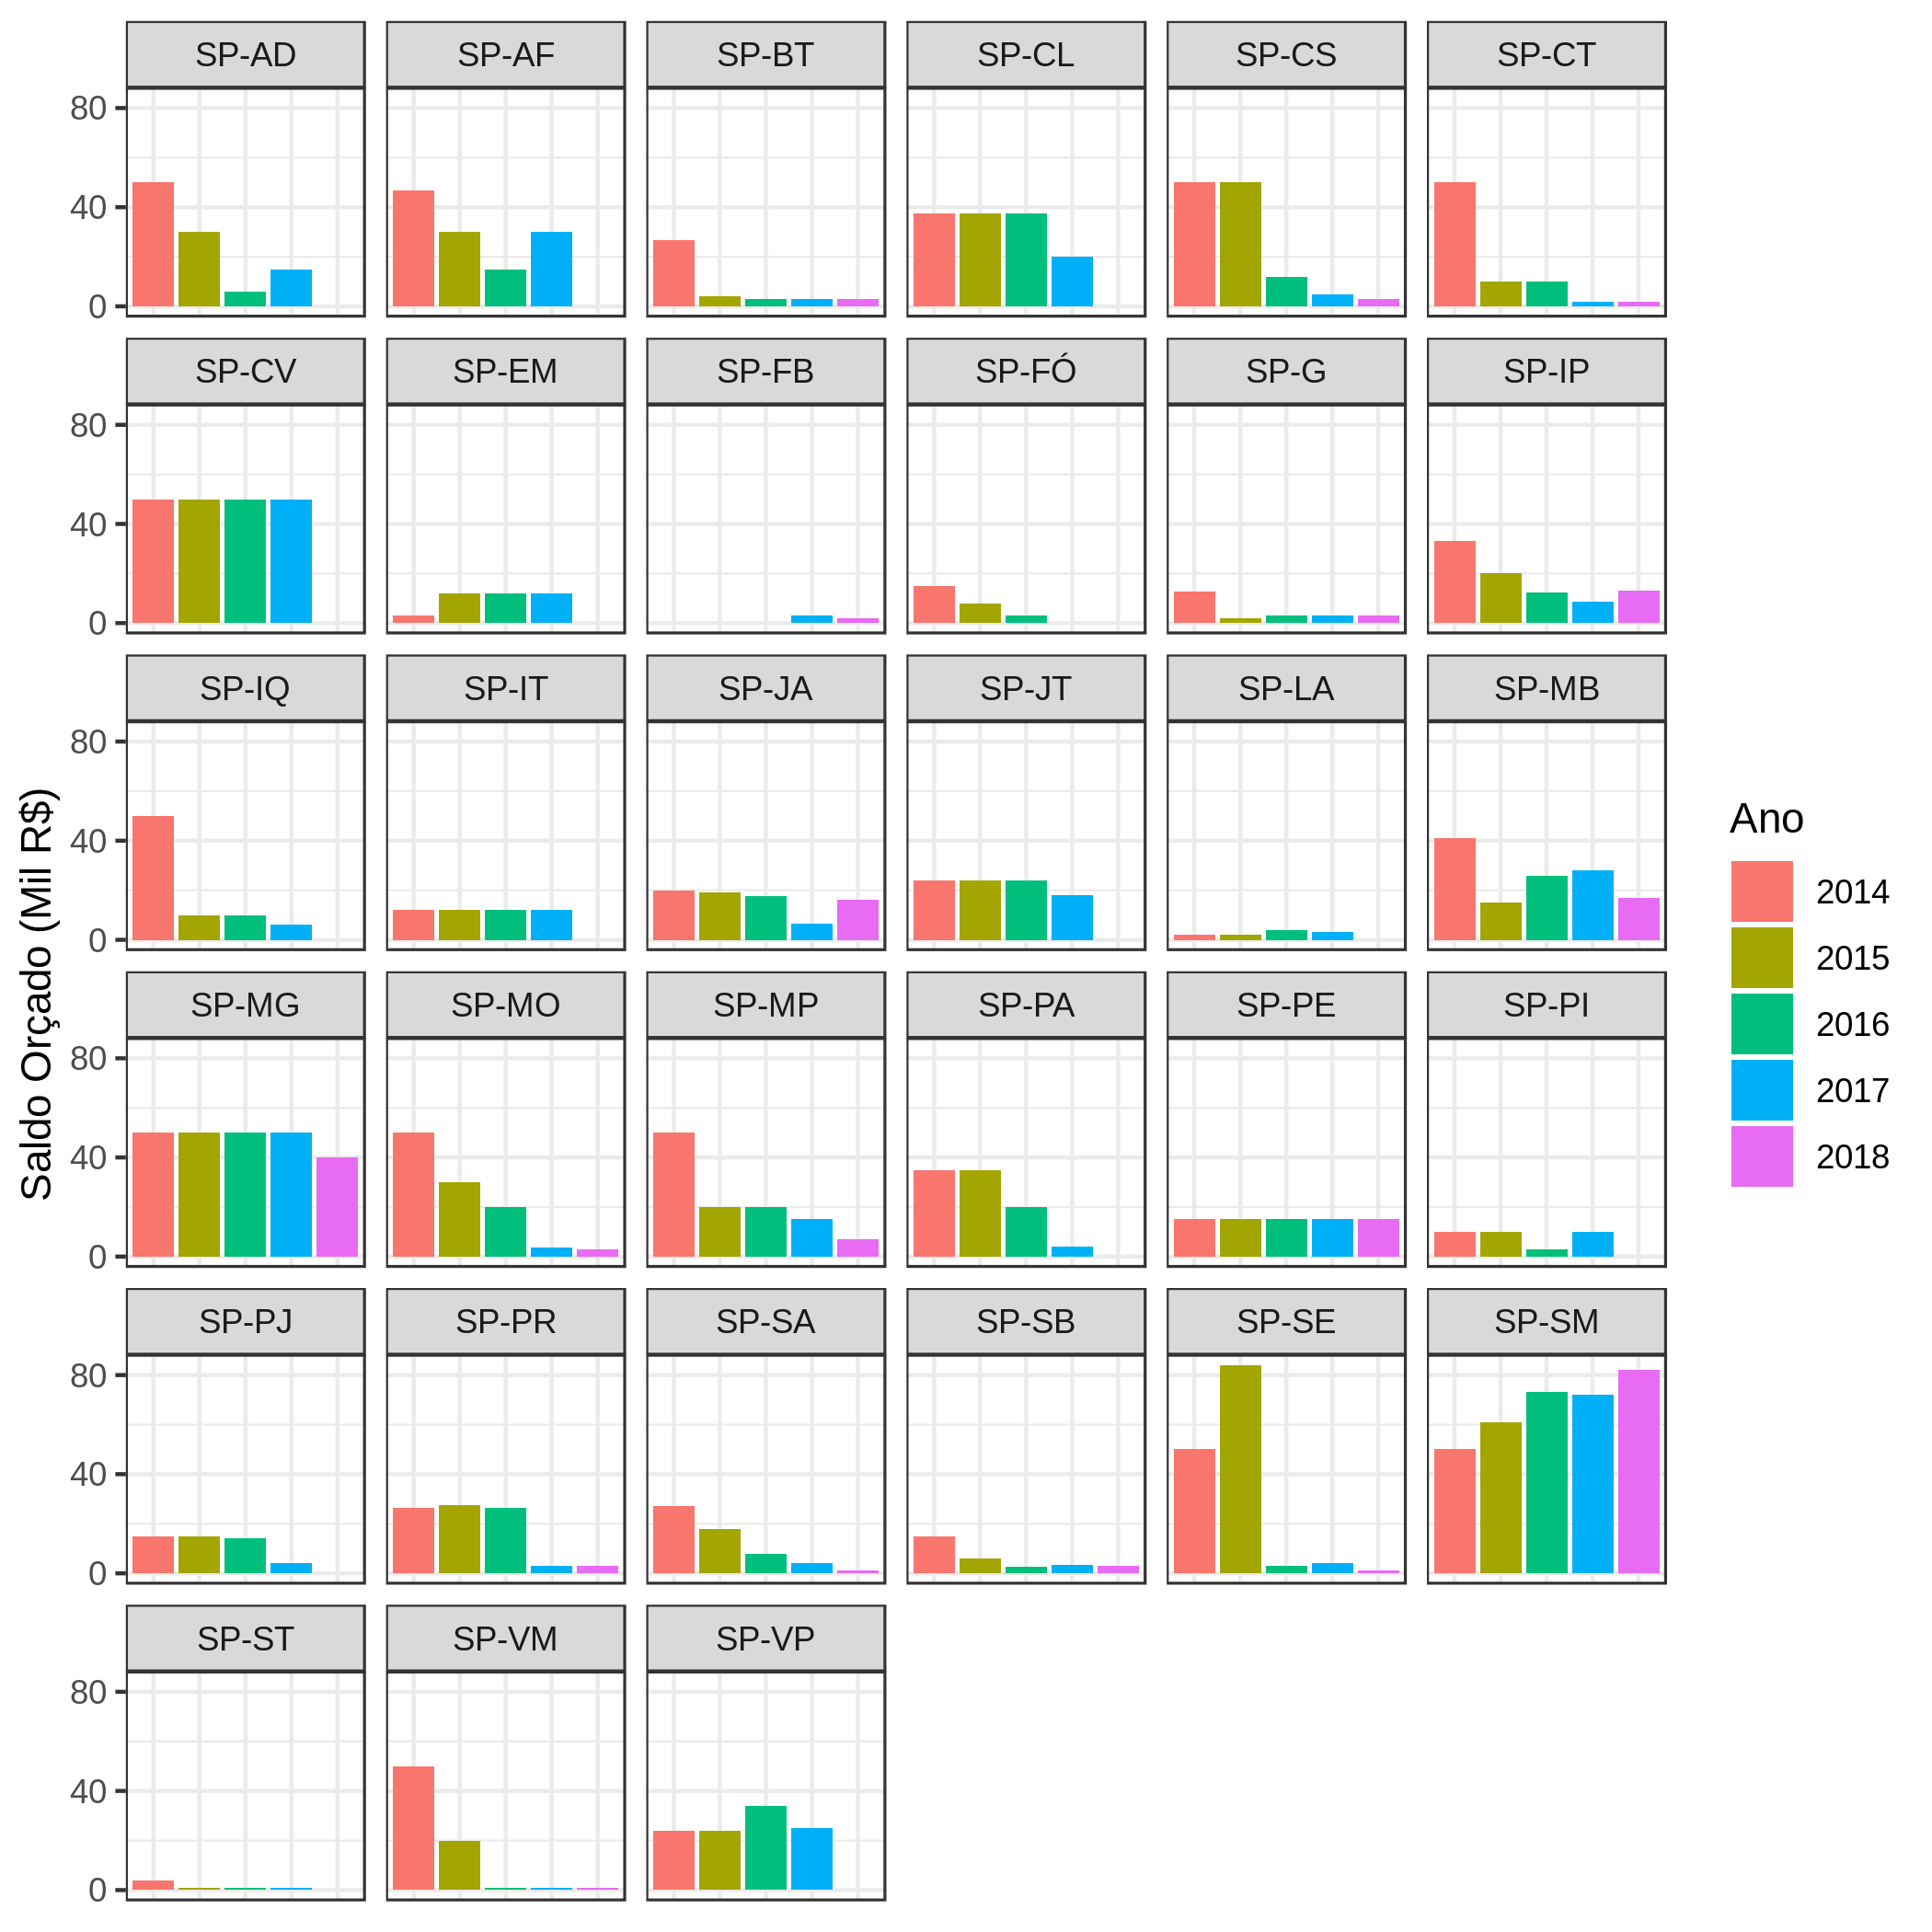 SP-AD SP-AF SP-BT SP-CL SP-CS SP-CT
80
40
0
SP-CV SP-EM SP-FB SP-FÓ SP-G SP-IP
80
40
0
SP-IQ SP-IT SP-JA SP-JT SP-LA SP-MB
80
40
0
SP-MG SP-MO SP-MP SP-PA SP-PE SP-PI
80
40
0
SP-PJ SP-PR SP-SA SP-SB SP-SE SP-SM
80
40
0
SP-ST SP-VM SP-VP
80
40
0
Saldo Orçado (Mil R$)
Ano
2014
2015
2016
2017
2018